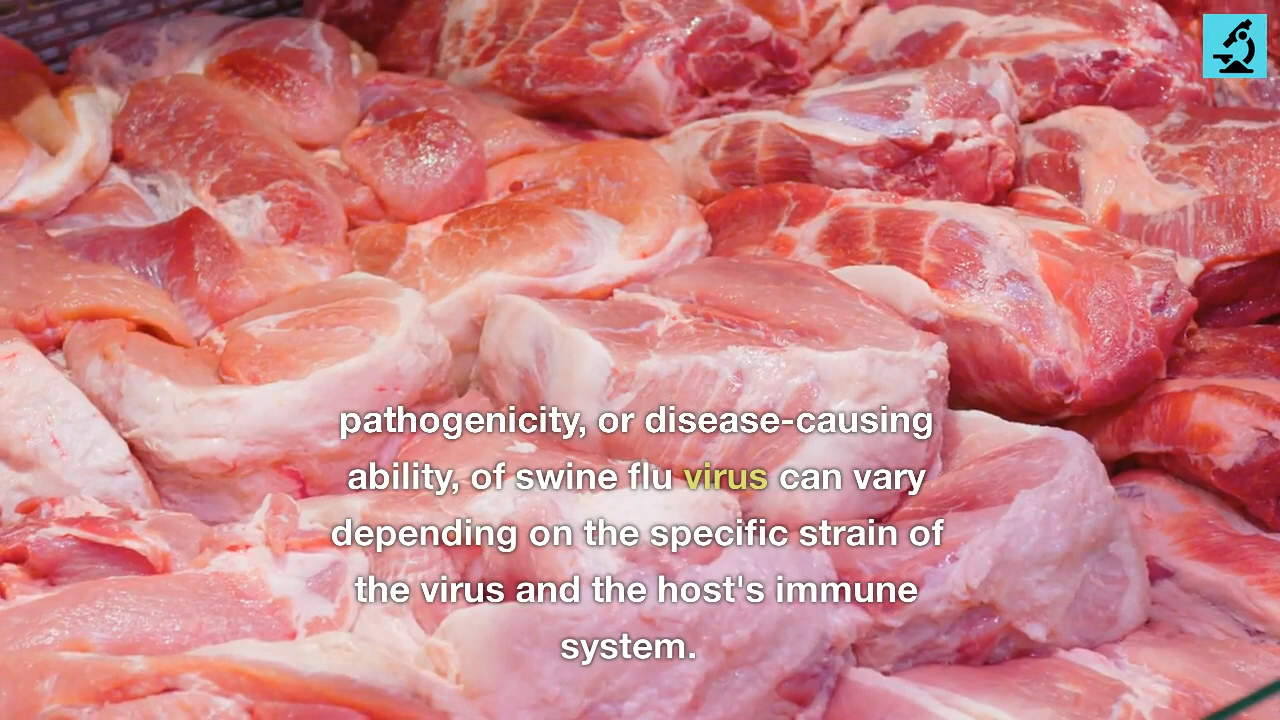 pathogenicity, or disease-causing
ability, of swine flu virus can vary
depending on the specific strain of
the virus and the host's immune
system.